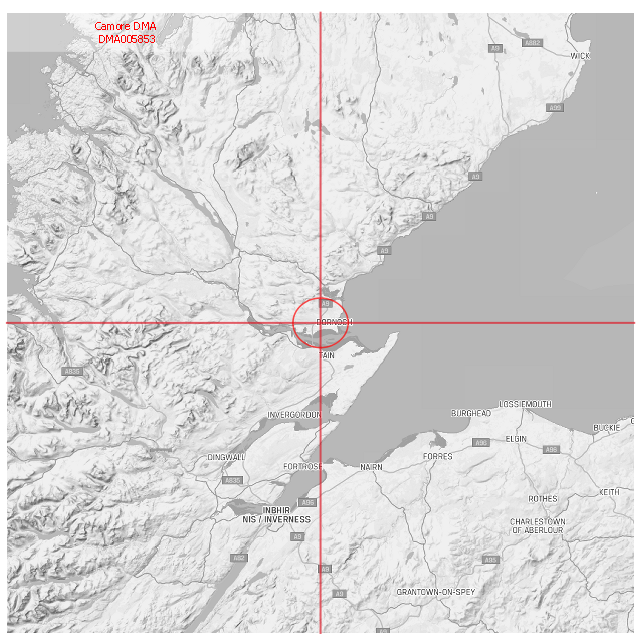 Camore DMA
DMA005853
A9
A882
WICK
A99
A9
A9
A9
A9
DORNOCH
TAIN
A835
LOSSIEMOUTH
BURGHEAD
INVERGORDON
BUCKIE
ELGIN
A96
A96
DINGWALL
FORRES
FORTROSE
NAIRN
A835
KEITH
ROTHES
A96
INBHIR
NIS / INVERNESS
CHARLESTOWN
OF ABERLOUR
A9
A82
A95
A9
A9
GRANTOWN-ON-SPEY
A9